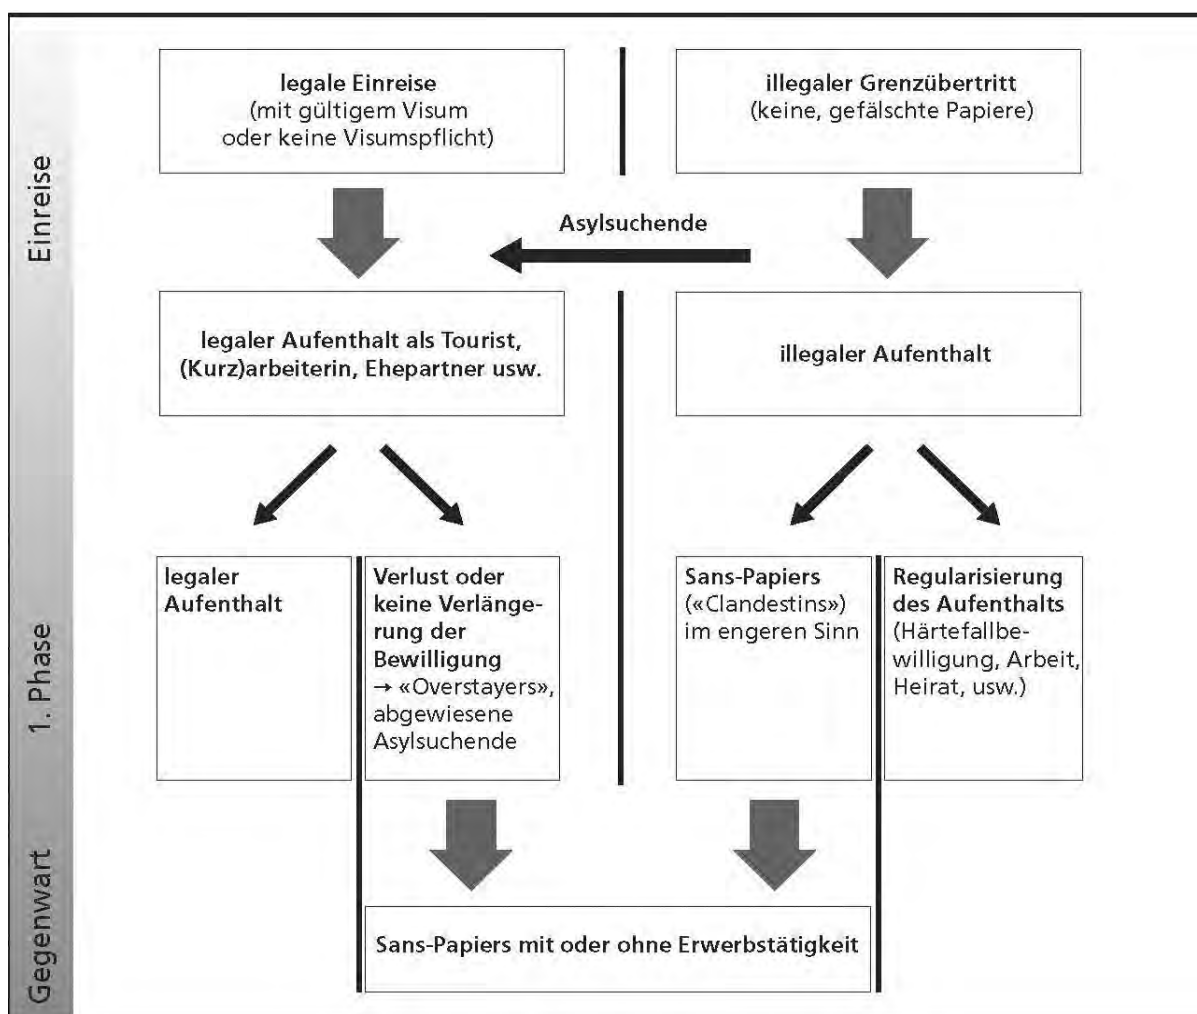 legale Einreise
(mit gültigem Visum
oder keine Visumspflicht)
illegaler Grenzübertritt
(keine, gefälschte Papiere)
Einreise
Asylsuchende
legaler Aufenthalt als Tourist,
(Kurz)arbeiterin, Ehepartner usw.
illegaler Aufenthalt
1. Phase
legaler
Aufenthalt
Verlust oder
keine Verlänge-
rung der
Bewilligung
→ «Overstayers»,
abgewiesene
Asylsuchende
Sans-Papiers
(«Clandestins»)
im engeren Sinn
Regularisierung
des Aufenthalts
(Härtefallbe-
willigung, Arbeit,
Heirat, usw.)
Gegenwart
Sans-Papiers mit oder ohne Erwerbstätigkeit